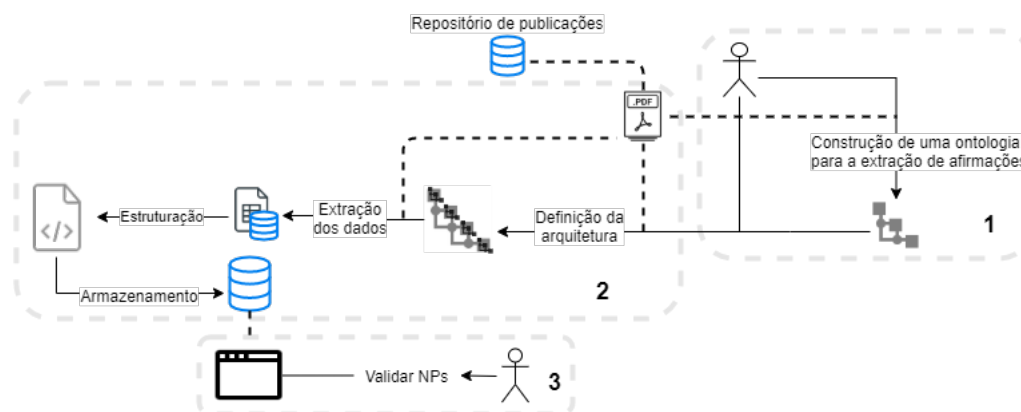 Repositório de publicações
.PDF
Construção de uma ontologia
para a extração de afirmações
1
Definição da
arquitetura
Extração
dos dados
Estruturação
</>
Armazenamento
2
Validar NPs
3